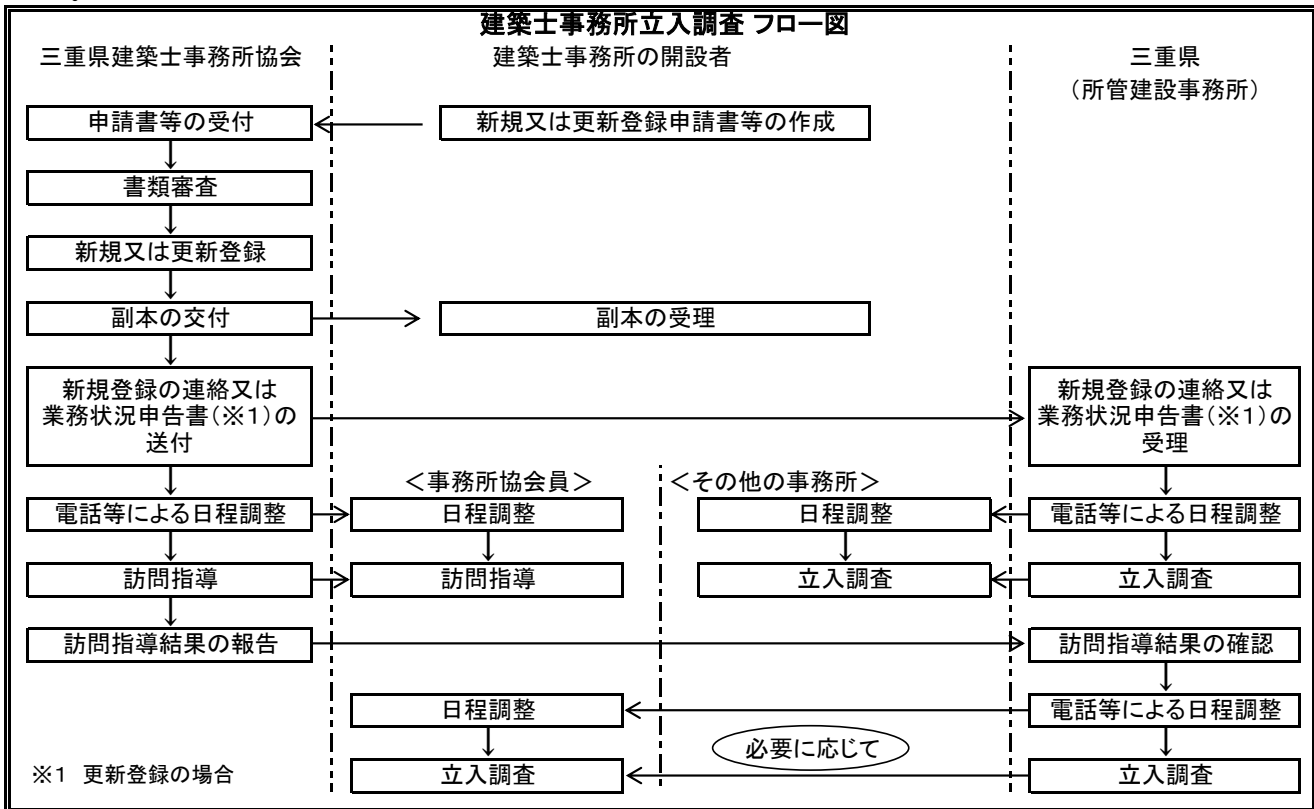 建築士事務所立入調査 フロー図
三重県建築士事務所協会
建築士事務所の開設者
三重県
（所管建設事務所）
申請書等の受付
新規又は更新登録申請書等の作成
書類審査
新規又は更新登録
副本の交付
副本の受理
新規登録の連絡又は
業務状況申告書（※１）の
送付
新規登録の連絡又は
業務状況申告書（※１）の
受理
＜事務所協会員＞
＜その他の事務所＞
電話等による日程調整
日程調整
日程調整
電話等による日程調整
訪問指導
訪問指導
立入調査
立入調査
訪問指導結果の報告
訪問指導結果の確認
日程調整
電話等による日程調整
必要に応じて
※１ 更新登録の場合
立入調査
立入調査